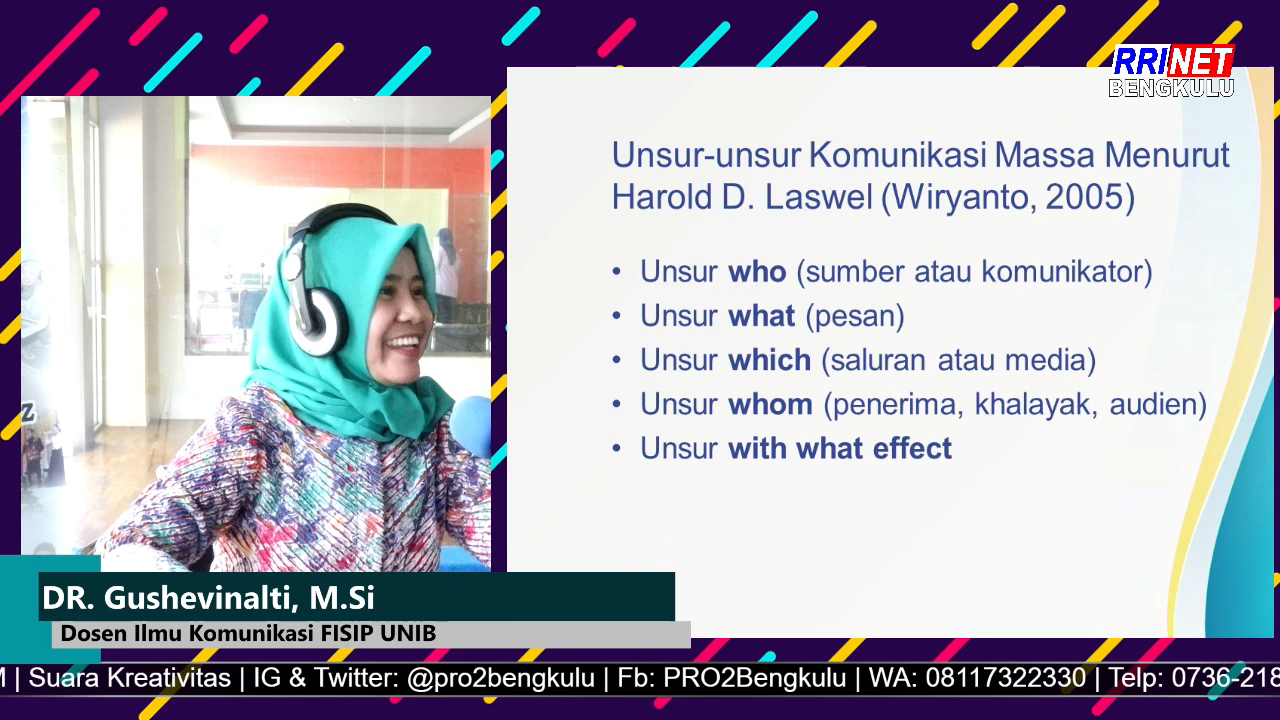 RRINET
BENGKULU
Unsur-unsur Komunikasi Massa Menurut
Harold D. Laswel (Wiryanto, 2005)
• Unsur who (sumber atau komunikator)
• Unsur what (pesan)
• Unsur which (saluran atau media)
• Unsur whom (penerima, khalayak, audien)
• Unsur with what effect
DR. Gushevinalti, M.Si
Dosen Ilmu Komunikasi FISIP UNIB
M | Suara Kreativitas | IG & Twitter: @pro2bengkulu | Fb: PRO2Bengkulu | WA: 08117322330 | Telp: 0736-218